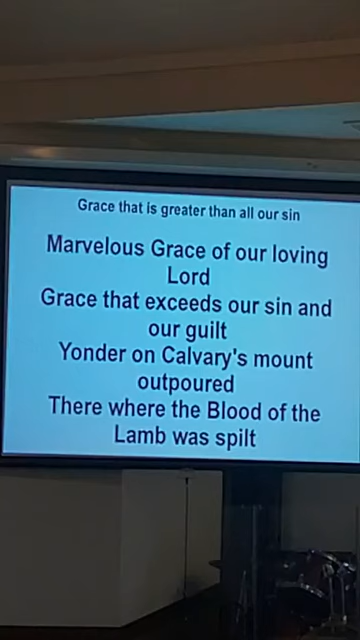 Grace that is greater than all our sin
Marvelous Grace of our loving
Lord
Grace that exceeds our sin and
our guilt
Yonder on Calvary's mount
outpoured
There where the Blood of the
Lamb was spilt